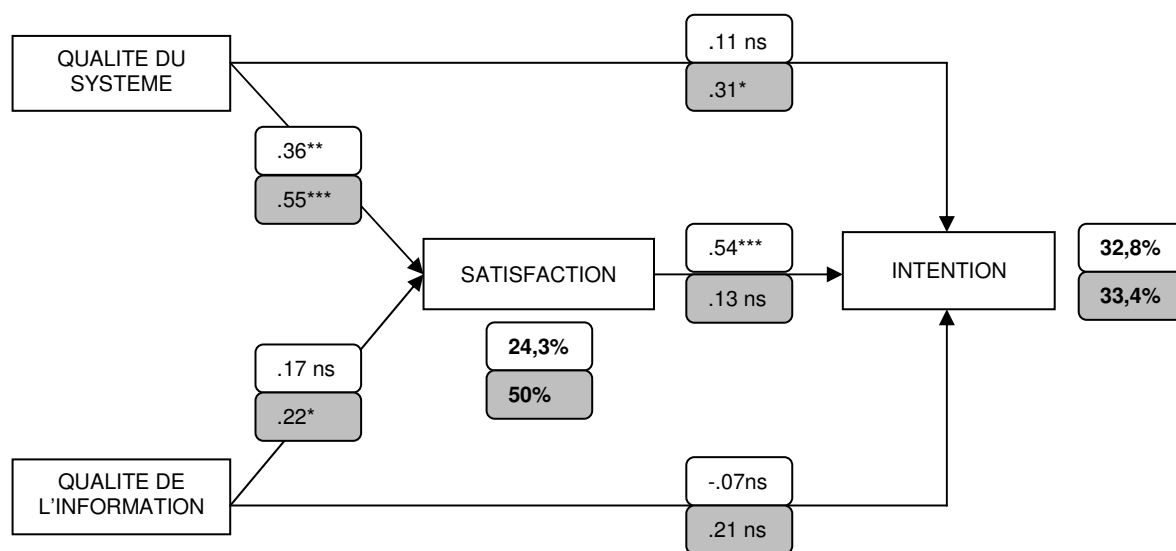 QUALITE DU
SYSTEME
.11 ns
.31*
.36**
.55***
SATISFACTION
.54***
.13 ns
INTENTION
32,8%
33,4%
24,3%
50%
.17 ns
.22*
QUALITE DE
L'INFORMATION
-.07ns
.21 ns